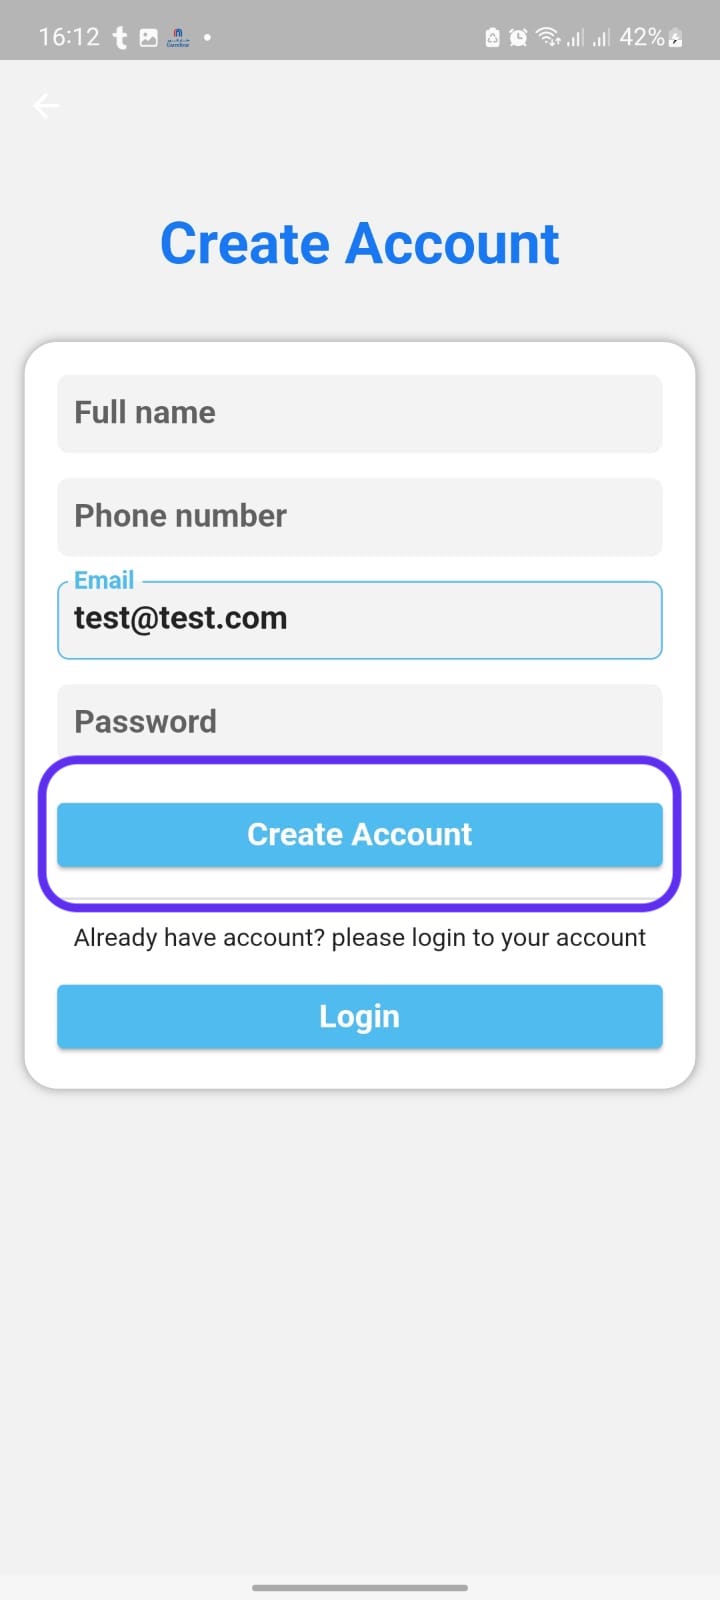 16:12
42%
Create Account
Full name
Phone number
Email
test@test.com
Password
Create Account
Already have account? please login to your account
Login